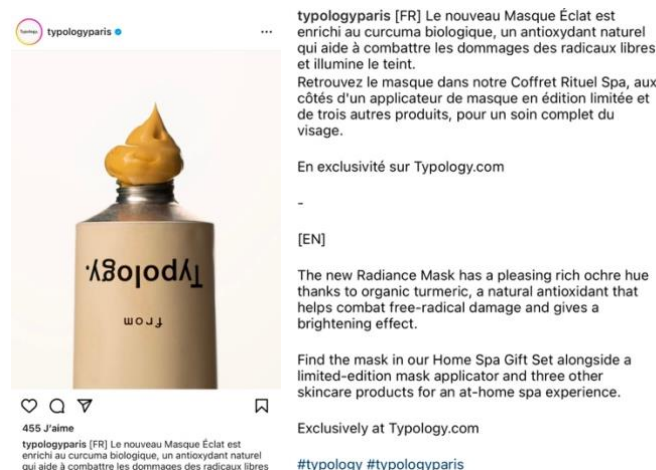 Typology.
typologyparis
Typology.
from
455 J'aime
typologyparis [FR] Le nouveau Masque Éclat est
enrichi au curcuma biologique, un antioxydant naturel
qui aide à combattre les dommages des radicaux libres
typologyparis [FR] Le nouveau Masque Éclat est
enrichi au curcuma biologique, un antioxydant naturel
qui aide à combattre les dommages des radicaux libres
et illumine le teint.
Retrouvez le masque dans notre Coffret Rituel Spa, aux
côtés d'un applicateur de masque en édition limitée et
de trois autres produits, pour un soin complet du
visage.
En exclusivité sur Typology.com
-
[EN]
The new Radiance Mask has a pleasing rich ochre hue
thanks to organic turmeric, a natural antioxidant that
helps combat free-radical damage and gives a
brightening effect.
Find the mask in our Home Spa Gift Set alongside a
limited-edition mask applicator and three other
skincare products for an at-home spa experience.
Exclusively at Typology.com
#typology #typologyparis